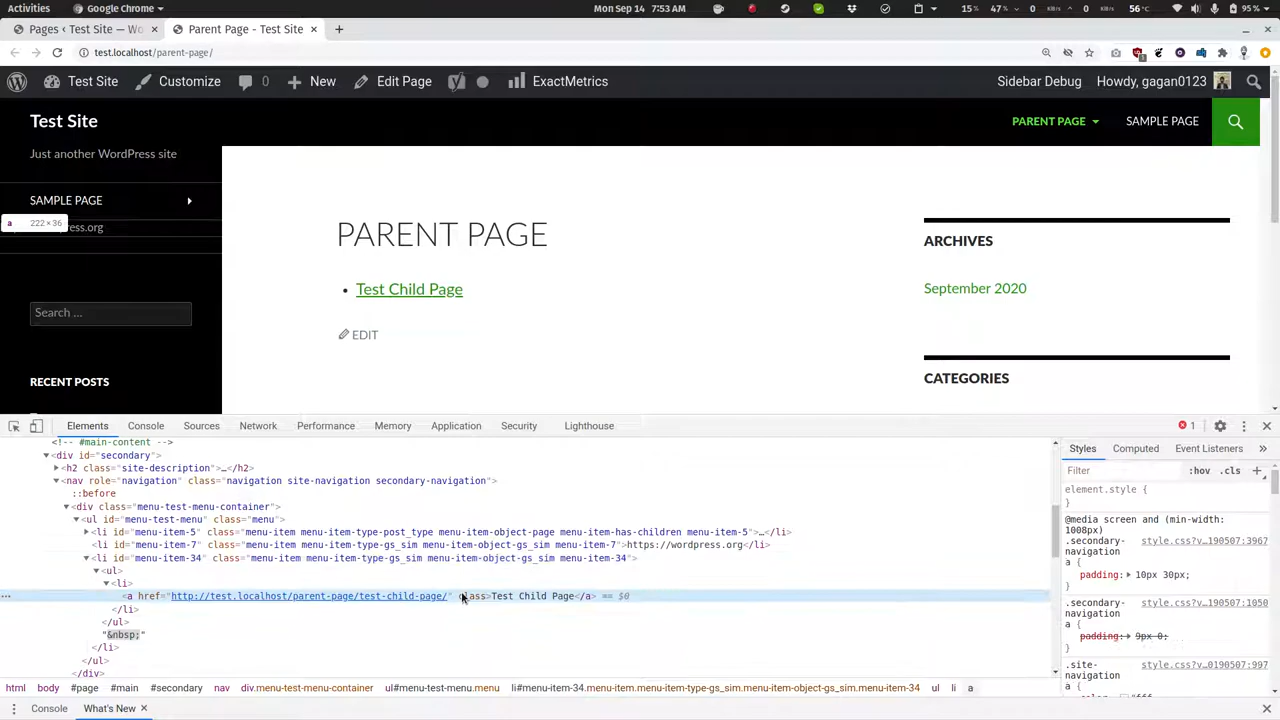 Activities Google Chrome Mon Sep 14 7:53 AM 15% 47% 0 0 56° 95%
Pages ‹ Test Site — Wo × Parent Page - Test Site × +
test.localhost/parent-page/
Test Site Customize 0 New Edit Page ExactMetrics Sidebar Debug Howdy, gagan0123
Test Site PARENT PAGE SAMPLE PAGE
Just another WordPress site
SAMPLE PAGE
a 222×36 ress.org
PARENT PAGE
ARCHIVES
Test Child Page
September 2020
Search ...
EDIT
RECENT POSTS
CATEGORIES
Elements Console Sources Network Performance Memory Application Security Lighthouse 1
<!-- #main-content -->
<div id="secondary">
<h2 class="site-description">…</h2>
<nav role="navigation" class="navigation site-navigation secondary-navigation">
::before
<div class="menu-test-menu-container">
<ul id="menu-test-menu" class="menu">
<li id="menu-item-5" class="menu-item menu-item-type-post_type menu-item-object-page menu-item-has-children menu-item-5">…</li>
<li id="menu-item-7" class="menu-item menu-item-type-gs_sim menu-item-object-gs_sim menu-item-7">https://wordpress.org</li>
<li id="menu-item-34" class="menu-item menu-item-type-gs_sim menu-item-object-gs_sim menu-item-34">
<ul>
<li>
<a href="http://test.localhost/parent-page/test-child-page/" class>Test Child Page</a> == $0
</li>
</ul>
"&nbsp;"
</li>
</ul>
</div>
Styles Computed Event Listeners »
Filter :hov .cls +
element.style {
}
@media screen and (min-width: 1008px)
.secondary-navigation a { style.css?v…190507:3967
padding: 10px 30px;
}
.secondary-navigation a { style.css?v…190507:1050
padding: 9px 0;
}
.site-navigation a { style.css?v…0190507:997
html body #page #main #secondary nav div.menu-test-menu-container ul#menu-test-menu.menu li#menu-item-34.menu-item.menu-item-type-gs_sim.menu-item-object-gs_sim.menu-item-34 ul li a
Console What's New ×